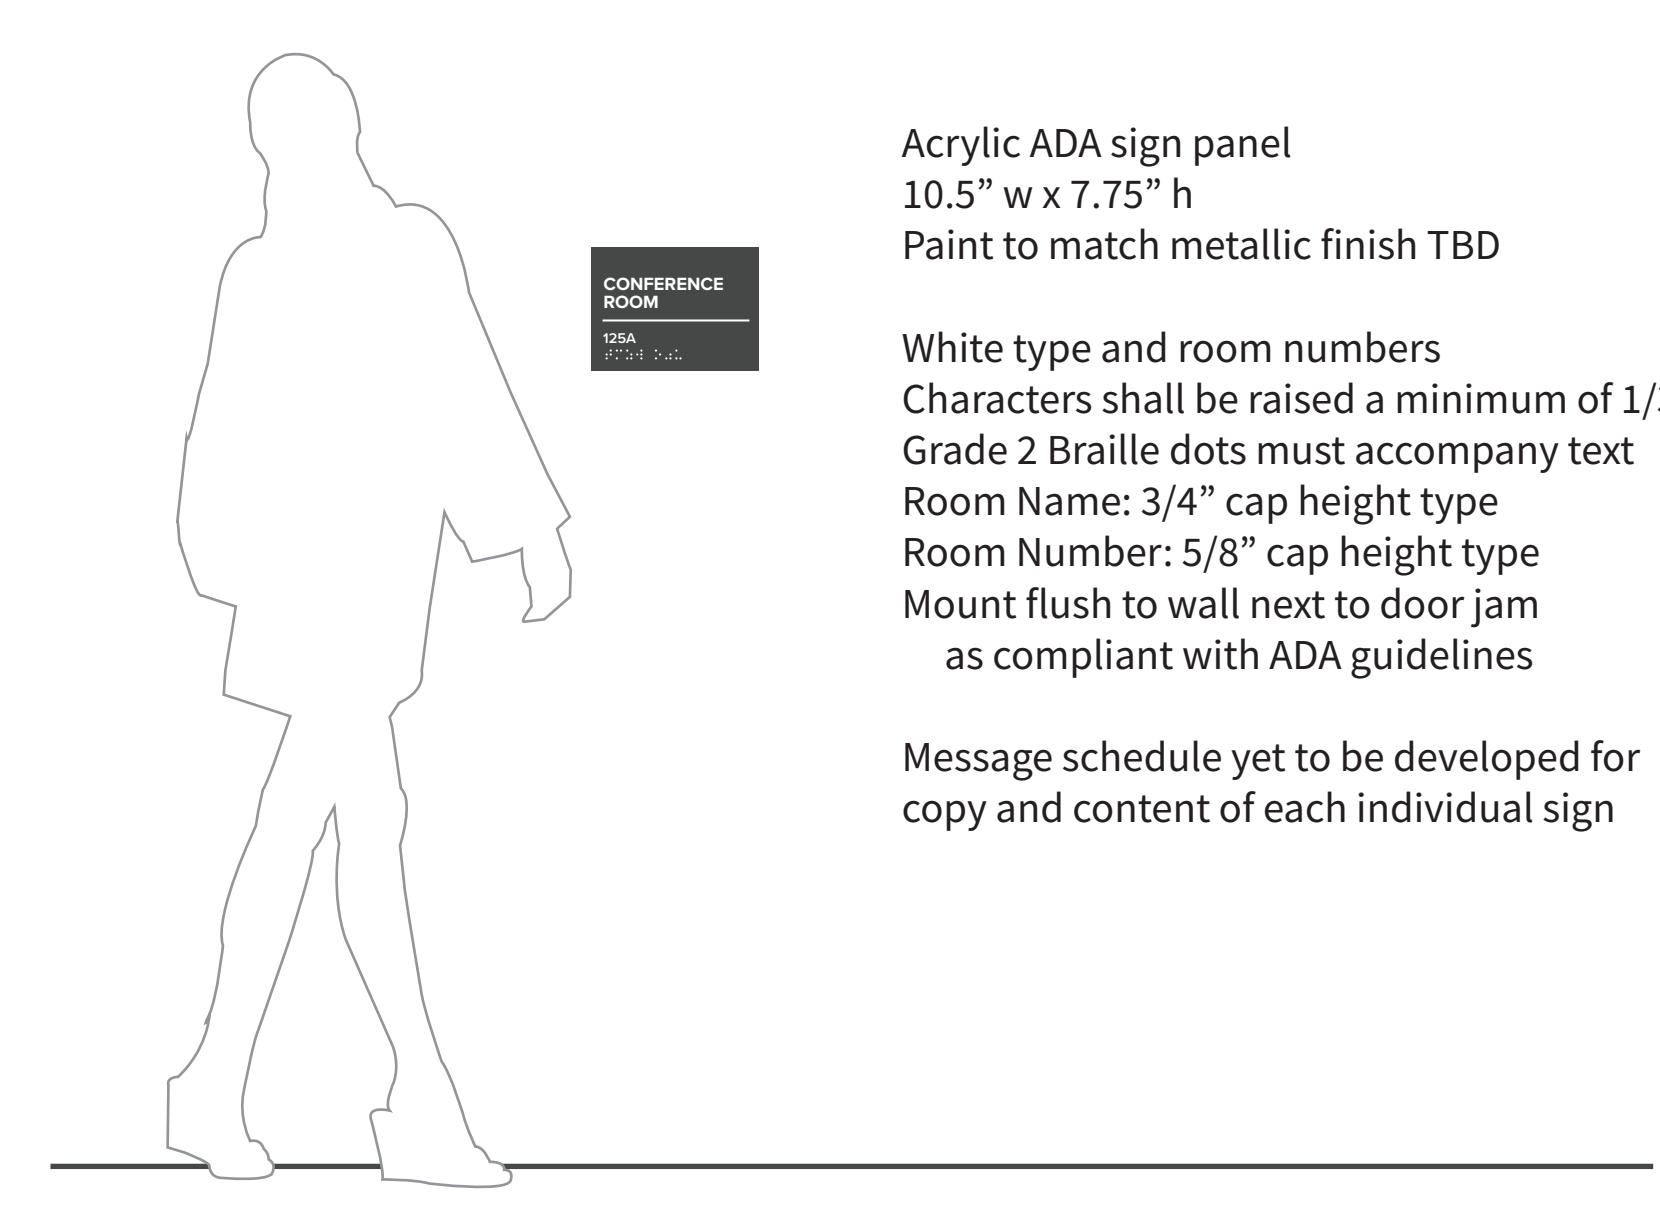 CONFERENCE
ROOM
125A
Acrylic ADA sign panel
10.5” w x 7.75” h
Paint to match metallic finish TBD
White type and room numbers
Characters shall be raised a minimum of
Grade 2 Braille dots must accompany text
Room Name: 3/4” cap height type
Room Number: 5/8” cap height type
Mount flush to wall next to door jam
as compliant with ADA guidelines
Message schedule yet to be developed for
copy and content of each individual sign